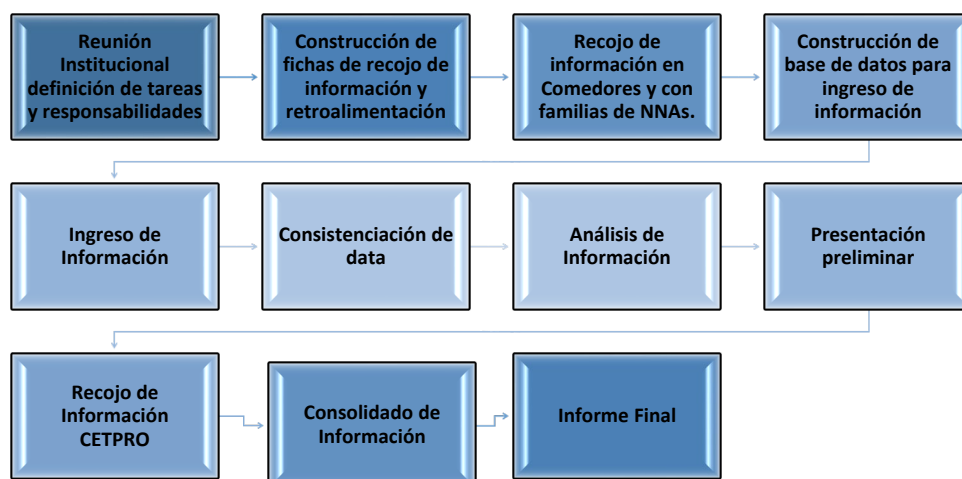 Reunión
Institucional
definición de tareas
y responsabilidades
Construcción de
fichas de recojo de
información y
retroalimentación
Recojo de
información en
Comedores y con
familias de NNAs.
Construcción de
base de datos para
ingreso de
información
Ingreso de
Información
Consistenciación de
data
Análisis de
Información
Presentación
preliminar
Recojo de
Información
CETPRO
Consolidado de
Información
Informe Final